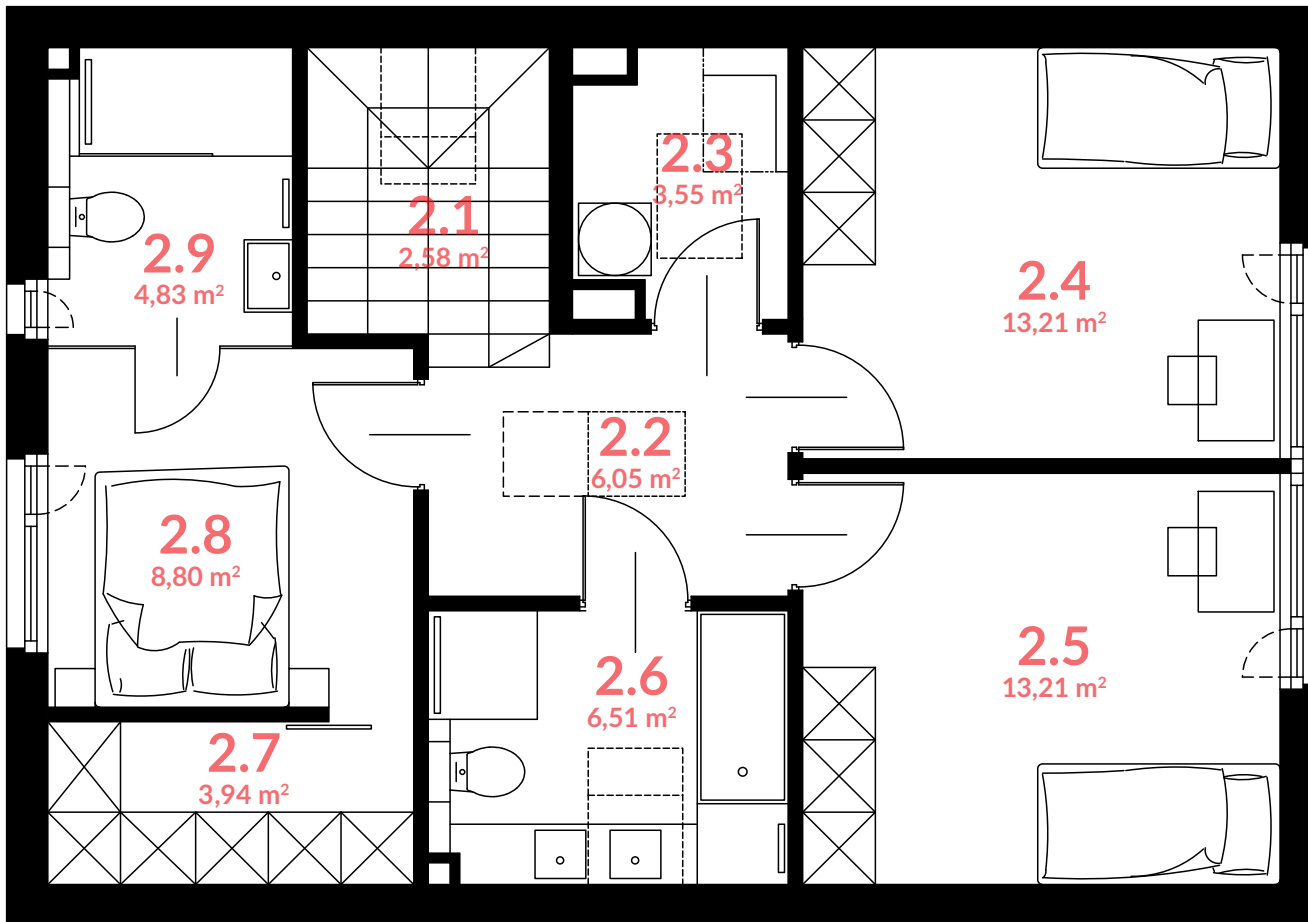 2.1
2,58 m²
2.2
6,05 m²
2.3
3,55 m²
2.4
13,21 m²
2.5
13,21 m²
2.6
6,51 m²
2.7
3,94 m²
2.8
8,80 m²
2.9
4,83 m²